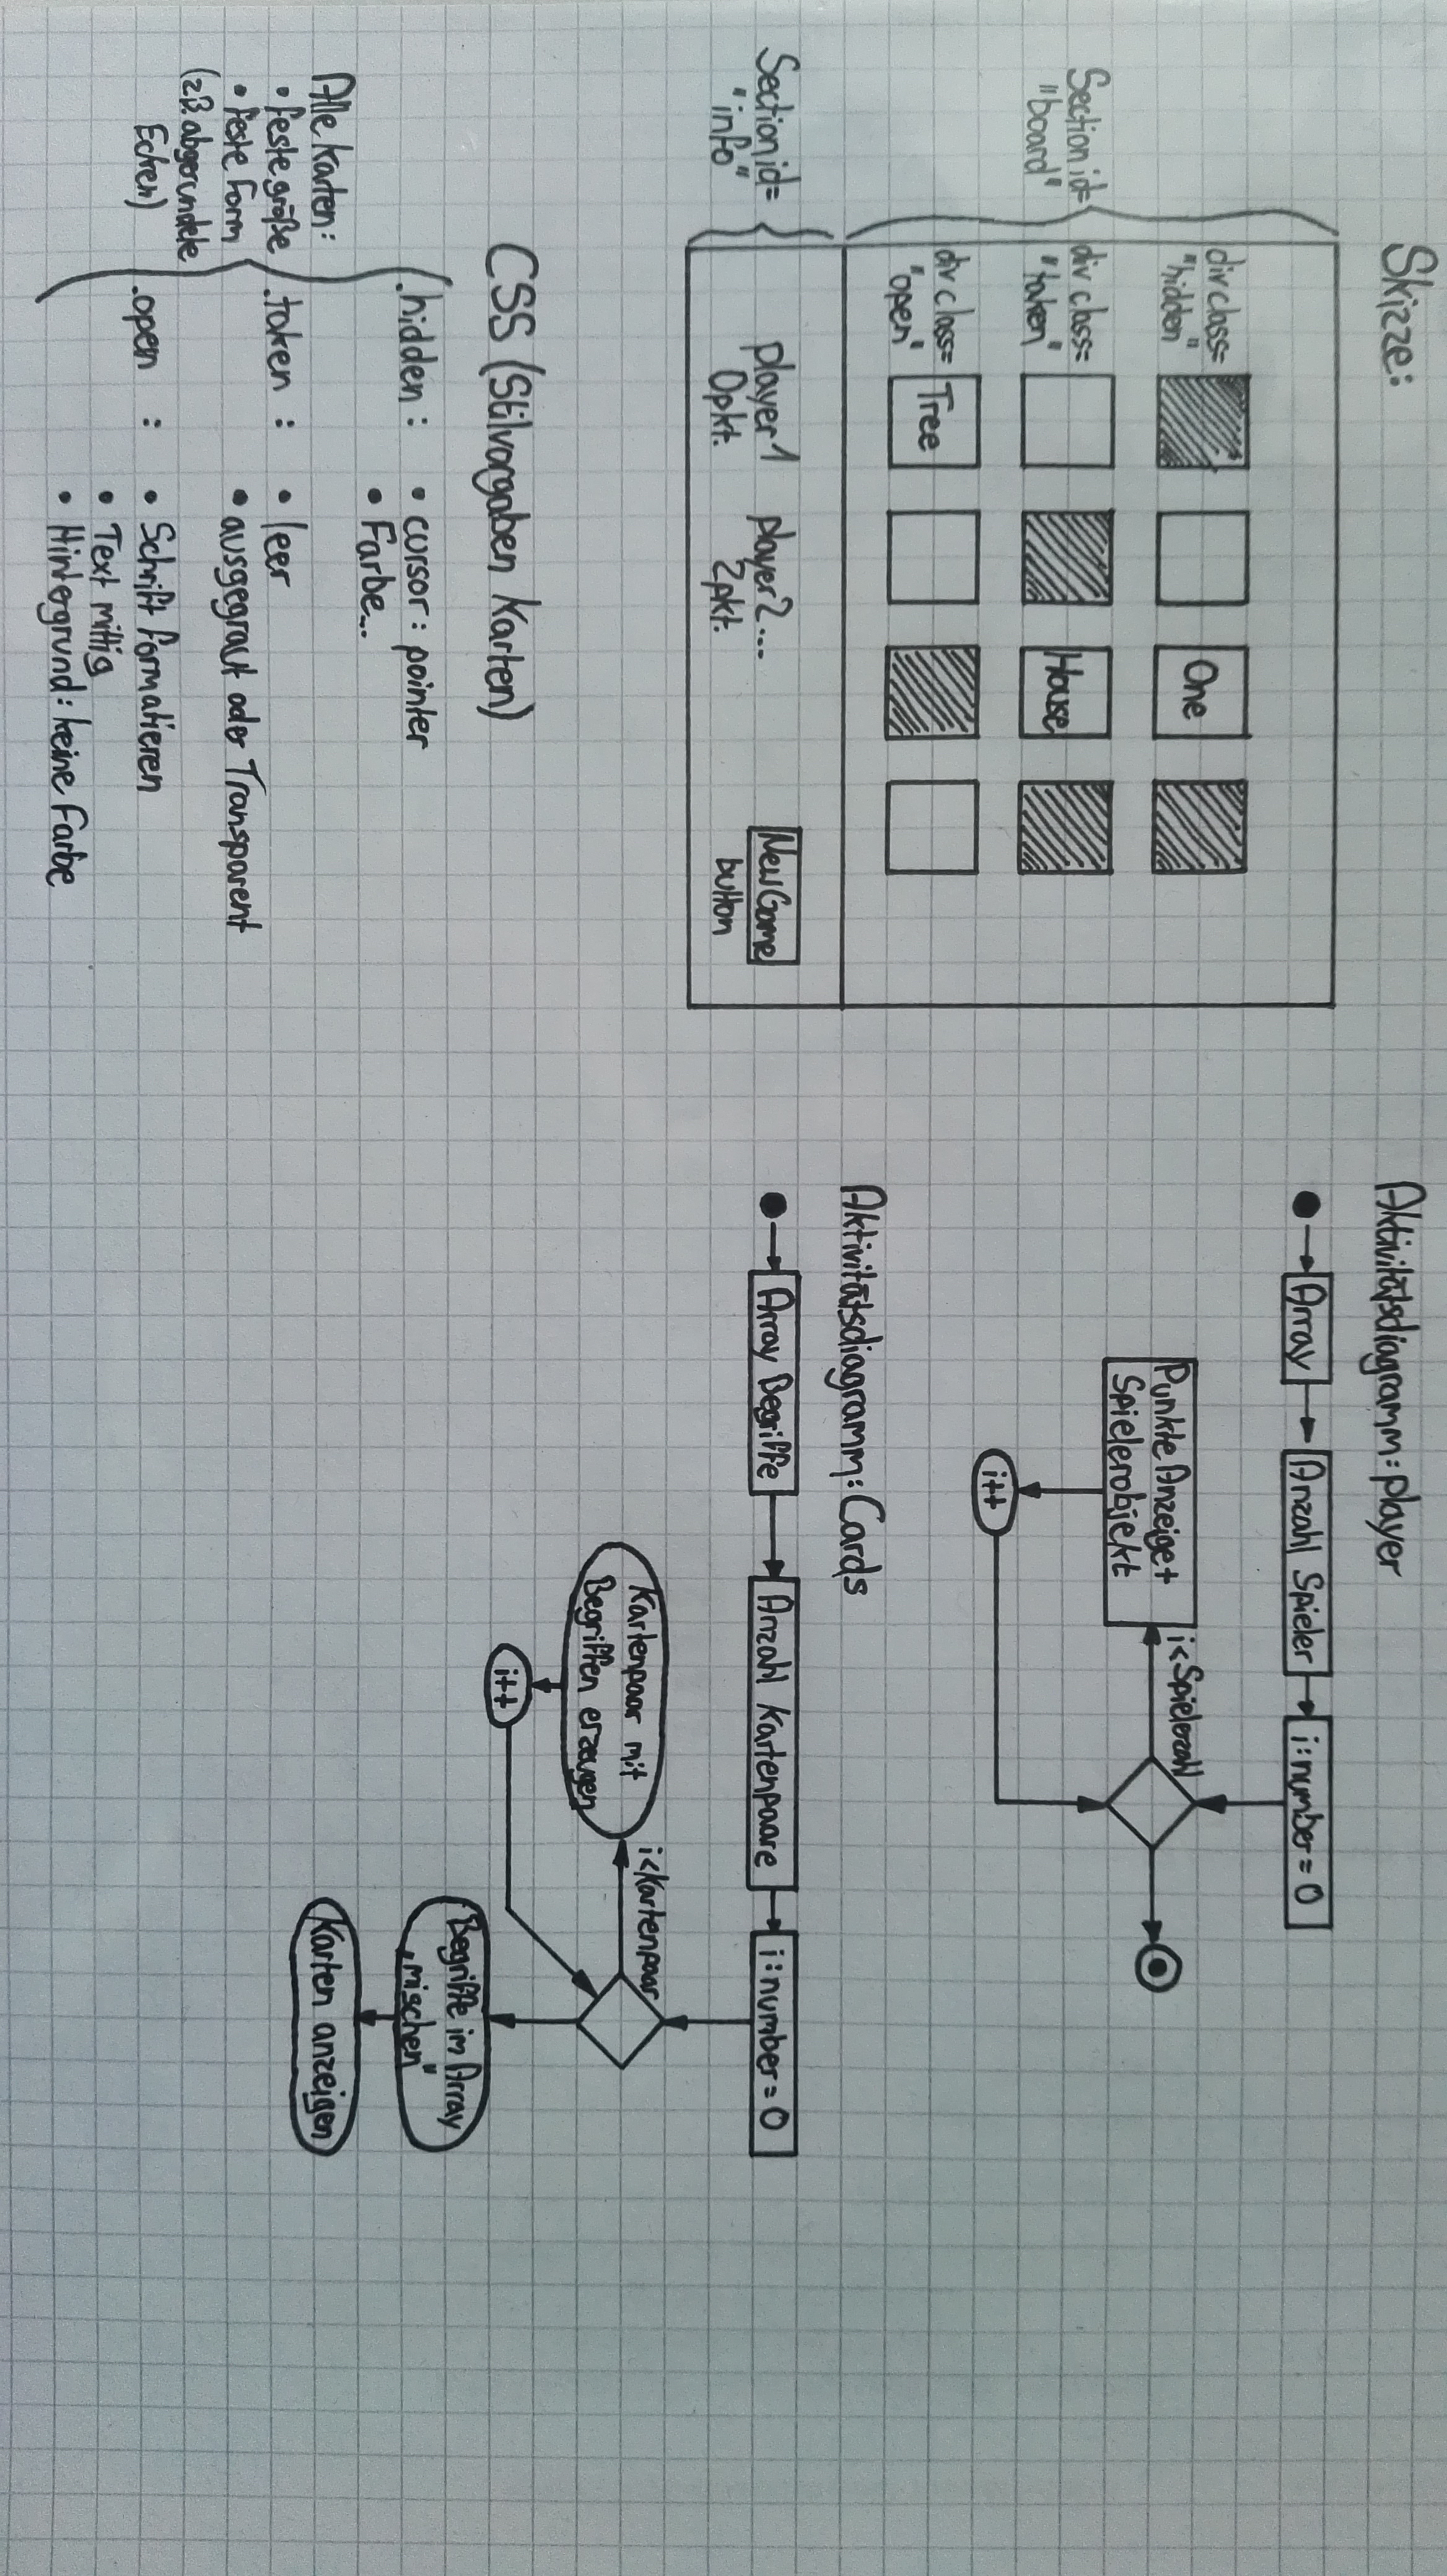 Skizze:
div class=
"hidden"
One
Section id=
"board"
div class=
"taken"
House
div class=
"open"
Tree
Section id=
"info"
player1
0pkt.
player2...
2pkt.
New Game
button
CSS (Stilvorgaben Karten)
Alle Karten:
• feste größe
• feste Form
(z.B. abgerundete
Ecken)
.hidden : • cursor: pointer
• Farbe...
.taken : • leer
• ausgegraut oder Transparent
.open : • Schrift formatieren
• Text mittig
• Hintergrund: keine Farbe
Aktivitätsdiagramm: player
Array
Anzahl Spieler
i:number = 0
i<Spielerzahl
Punkte Anzeige+
Spielerobjekt
i++
Aktivitätsdiagramm: Cards
Array Begriffe
Anzahl Kartenpaare
i:number = 0
i<Kartenpaar
Kartenpaar mit
Begriffen erzeugen
i++
Begriffe im Array
„mischen"
Karten anzeigen